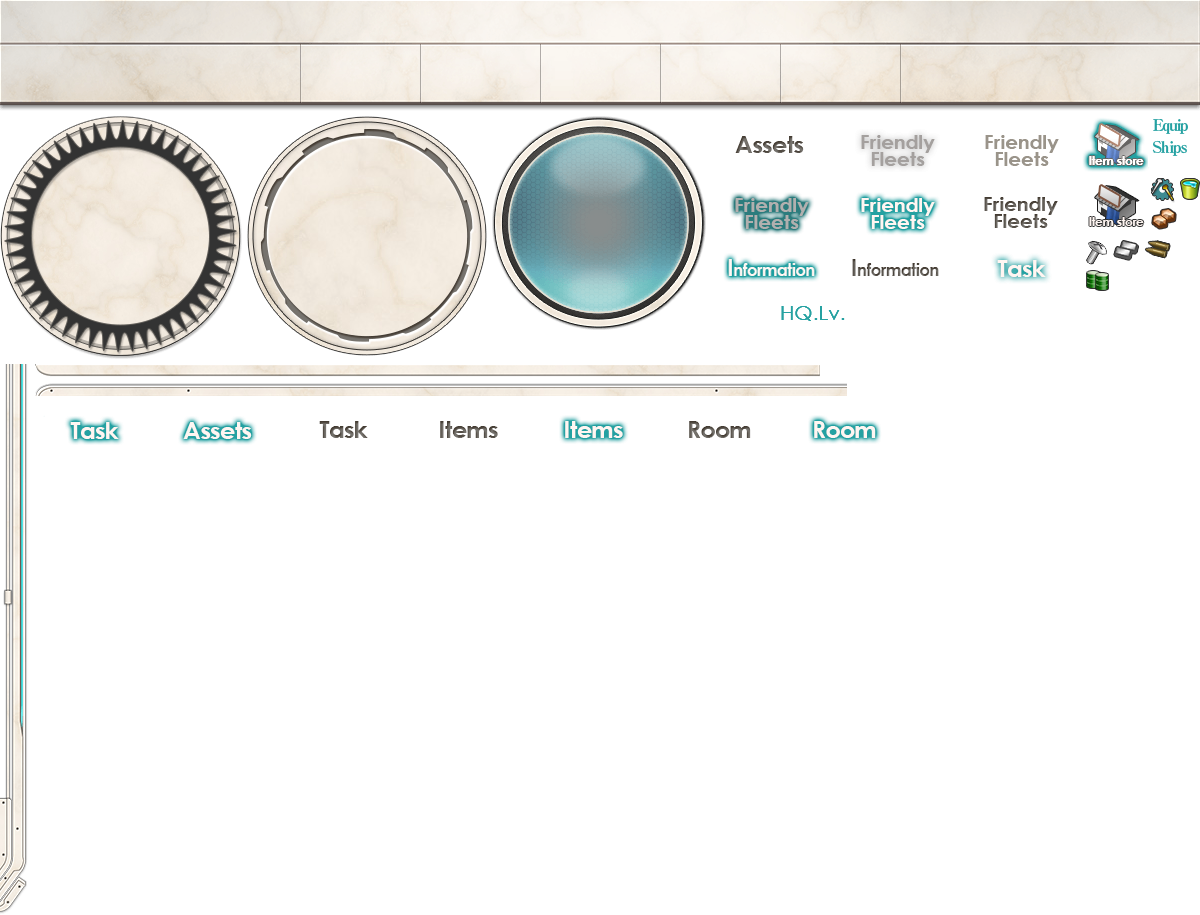 Assets
Friendly
Fleets
Friendly
Fleets
Item store
Equip
Ships
Friendly
Fleets
Friendly
Fleets
Friendly
Fleets
Item store
Information
Information
Task
HQ.Lv.
Task
Assets
Task
Items
Items
Room
Room